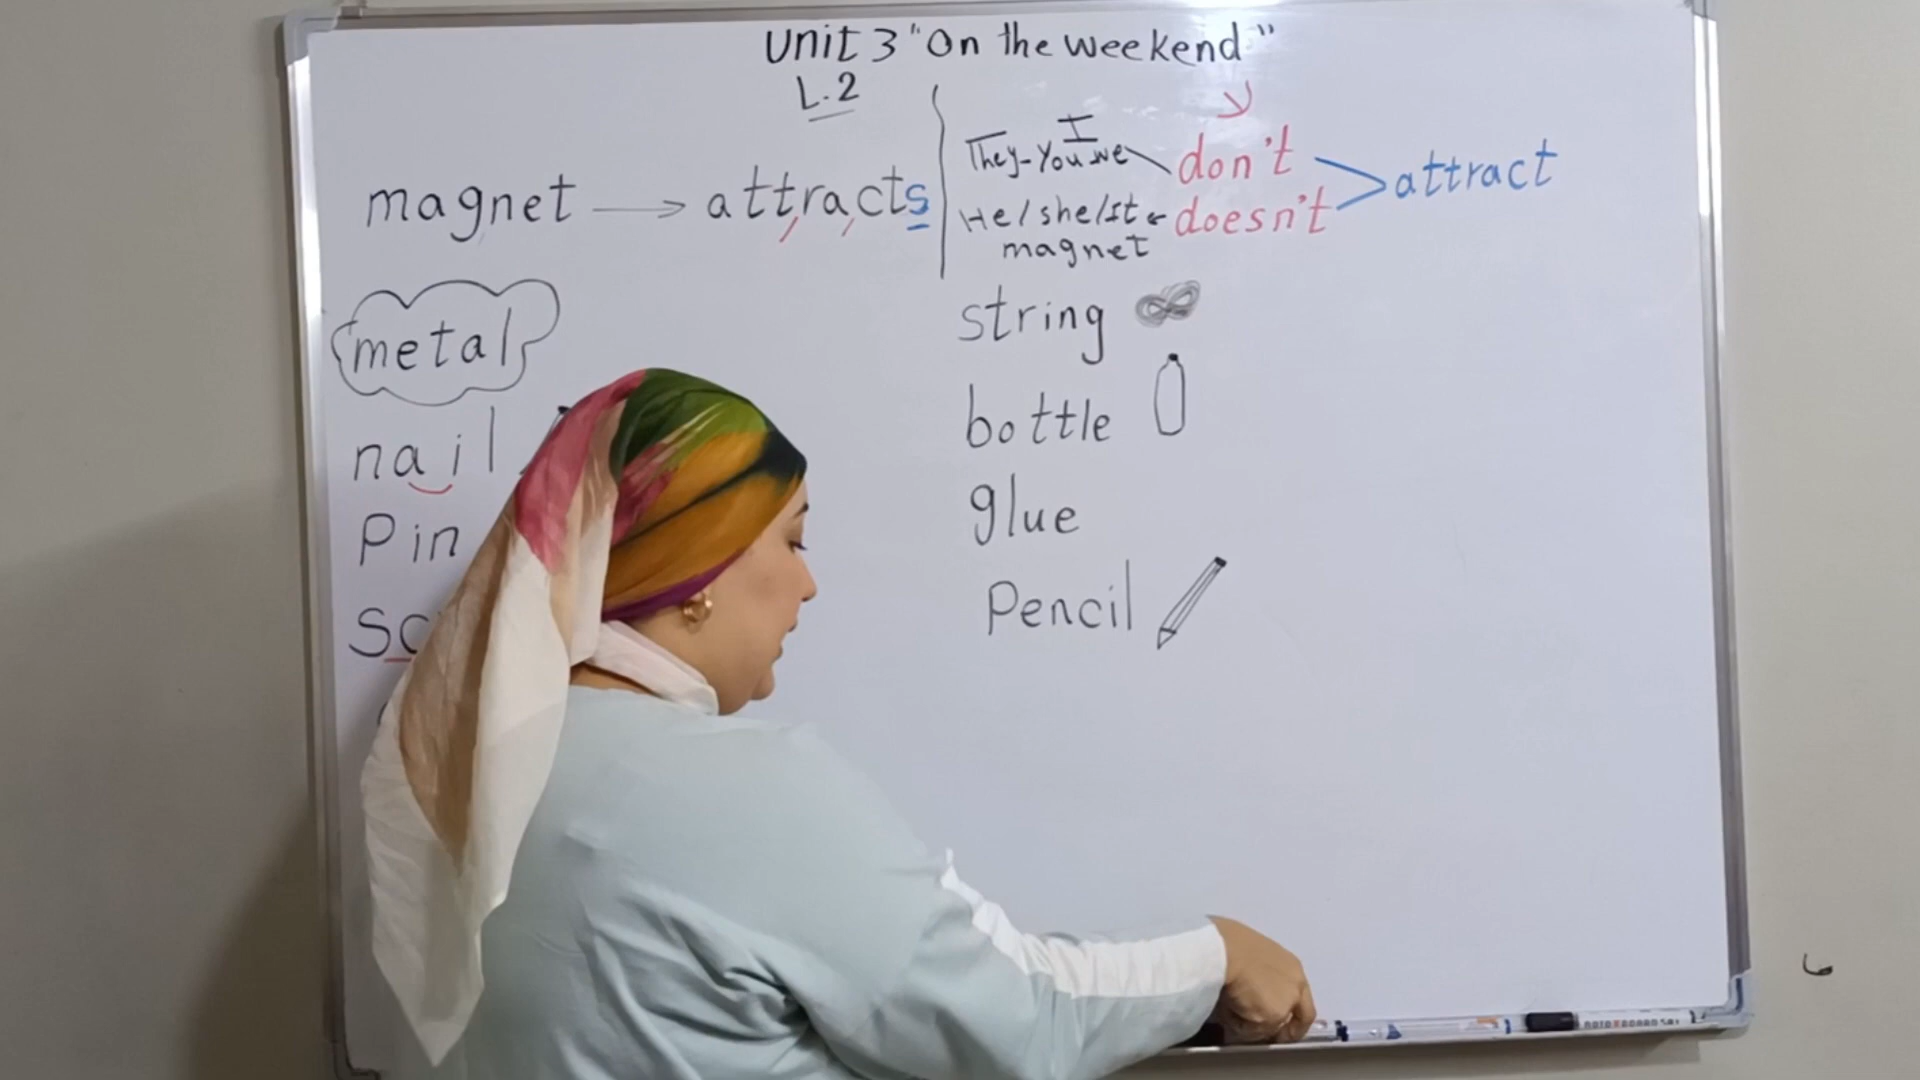 Unit 3 "On the weekend"
L.2
magnet → attracts
I
They-You we don't
He/she/It doesn't attract
magnet
metal
nail
Pin
string
bottle
glue
Pencil